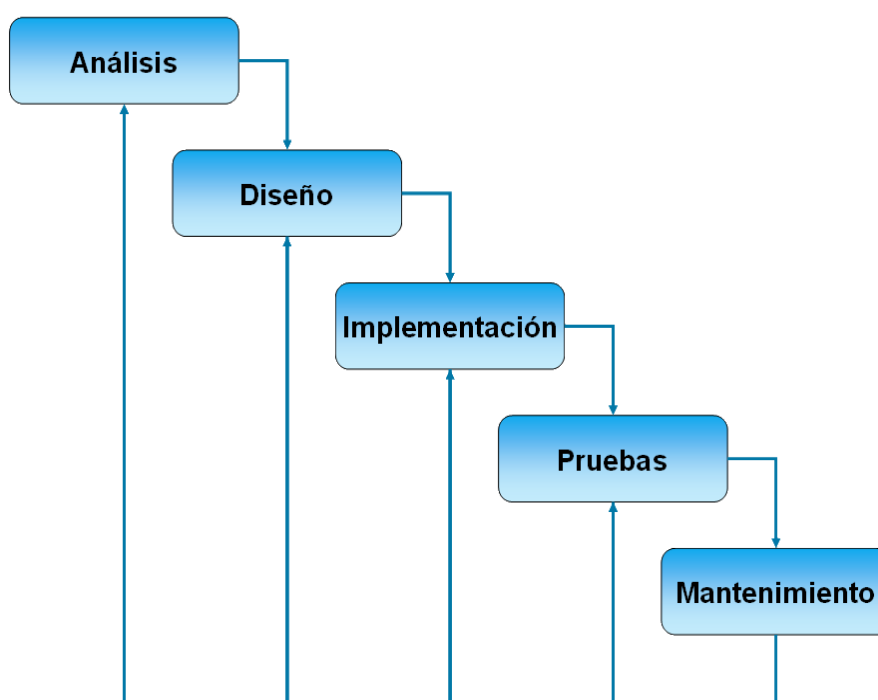 Análisis
Diseño
Implementación
Pruebas
Mantenimiento